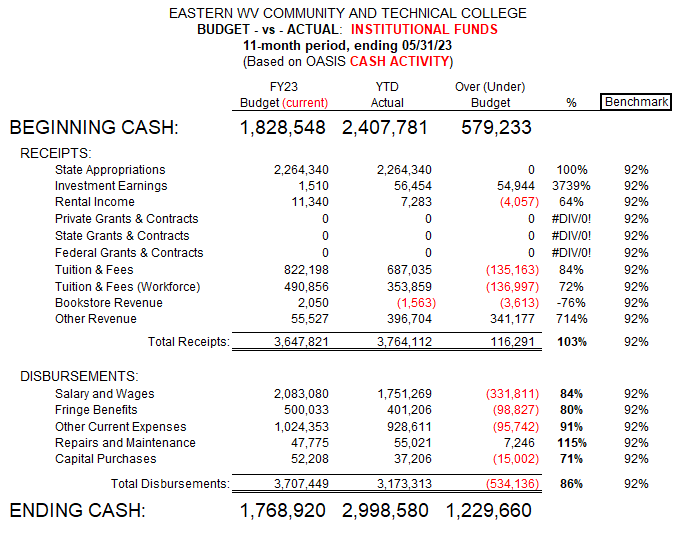 EASTERN WV COMMUNITY AND TECHNICAL COLLEGE
BUDGET - vs - ACTUAL: INSTITUTIONAL FUNDS
11-month period, ending 05/31/23
(Based on OASIS CASH ACTIVITY)
FY23 YTD Over (Under)
Budget (current) Actual Budget % Benchmark
BEGINNING CASH: 1,828,548 2,407,781 579,233
RECEIPTS:
State Appropriations 2,264,340 2,264,340 0 100% 92%
Investment Earnings 1,510 56,454 54,944 3739% 92%
Rental Income 11,340 7,283 (4,057) 64% 92%
Private Grants & Contracts 0 0 0 #DIV/0! 92%
State Grants & Contracts 0 0 0 #DIV/0! 92%
Federal Grants & Contracts 0 0 0 #DIV/0! 92%
Tuition & Fees 822,198 687,035 (135,163) 84% 92%
Tuition & Fees (Workforce) 490,856 353,859 (136,997) 72% 92%
Bookstore Revenue 2,050 (1,563) (3,613) -76% 92%
Other Revenue 55,527 396,704 341,177 714% 92%
Total Receipts: 3,647,821 3,764,112 116,291 103% 92%
DISBURSEMENTS:
Salary and Wages 2,083,080 1,751,269 (331,811) 84% 92%
Fringe Benefits 500,033 401,206 (98,827) 80% 92%
Other Current Expenses 1,024,353 928,611 (95,742) 91% 92%
Repairs and Maintenance 47,775 55,021 7,246 115% 92%
Capital Purchases 52,208 37,206 (15,002) 71% 92%
Total Disbursements: 3,707,449 3,173,313 (534,136) 86% 92%
ENDING CASH: 1,768,920 2,998,580 1,229,660